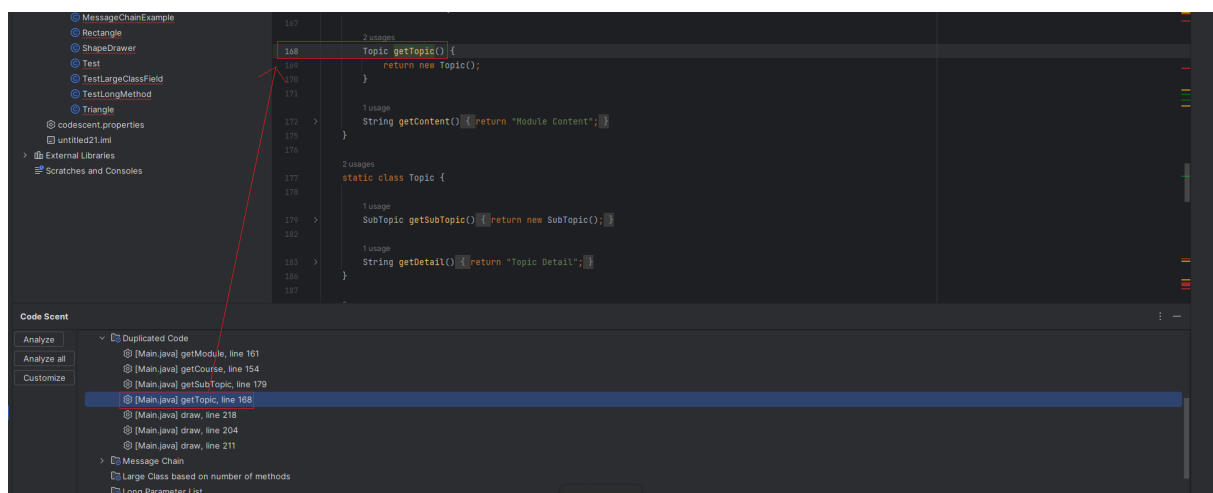 MessageChainExample
Rectangle
ShapeDrawer
Test
TestLargeClassField
TestLongMethod
Triangle
codescent.properties
untitled21.iml
External Libraries
Scratches and Consoles
167
2 usages
168 Topic getTopic() {
169 return new Topic();
170 }
171
1 usage
172 > String getContent() { return "Module Content"; }
175 }
176
2 usages
177 static class Topic {
178
1 usage
179 > SubTopic getSubTopic() { return new SubTopic(); }
182
1 usage
183 > String getDetail() { return "Topic Detail"; }
186 }
187
Code Scent
Analyze
Analyze all
Customize
Duplicated Code
[Main.java] getModule, line 161
[Main.java] getCourse, line 154
[Main.java] getSubTopic, line 179
[Main.java] getTopic, line 168
[Main.java] draw, line 218
[Main.java] draw, line 204
[Main.java] draw, line 211
Message Chain
Large Class based on number of methods
Long Parameter List